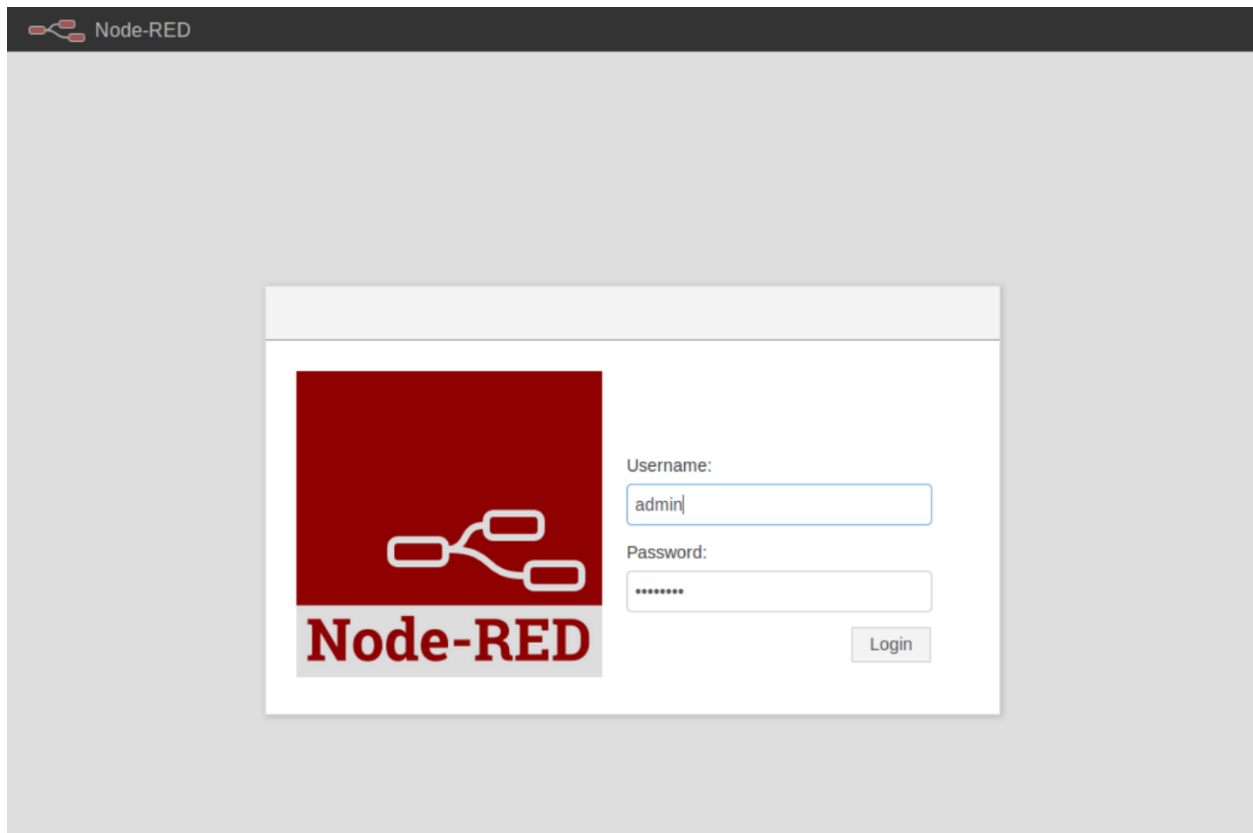 Node-RED
Username:
admin
Password:
••••••••
Node-RED
Login